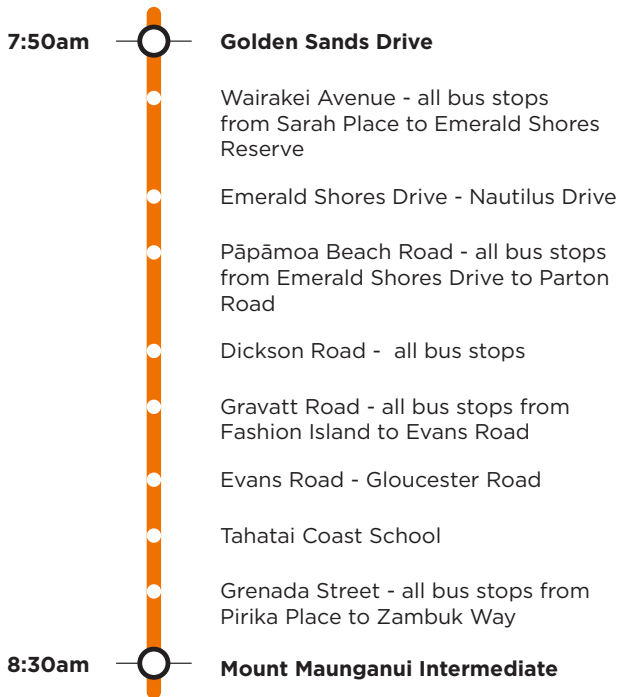 7:50am Golden Sands Drive
Wairakei Avenue - all bus stops
from Sarah Place to Emerald Shores
Reserve
Emerald Shores Drive - Nautilus Drive
Pāpāmoa Beach Road - all bus stops
from Emerald Shores Drive to Parton
Road
Dickson Road - all bus stops
Gravatt Road - all bus stops from
Fashion Island to Evans Road
Evans Road - Gloucester Road
Tahatai Coast School
Grenada Street - all bus stops from
Pirika Place to Zambuk Way
8:30am Mount Maunganui Intermediate